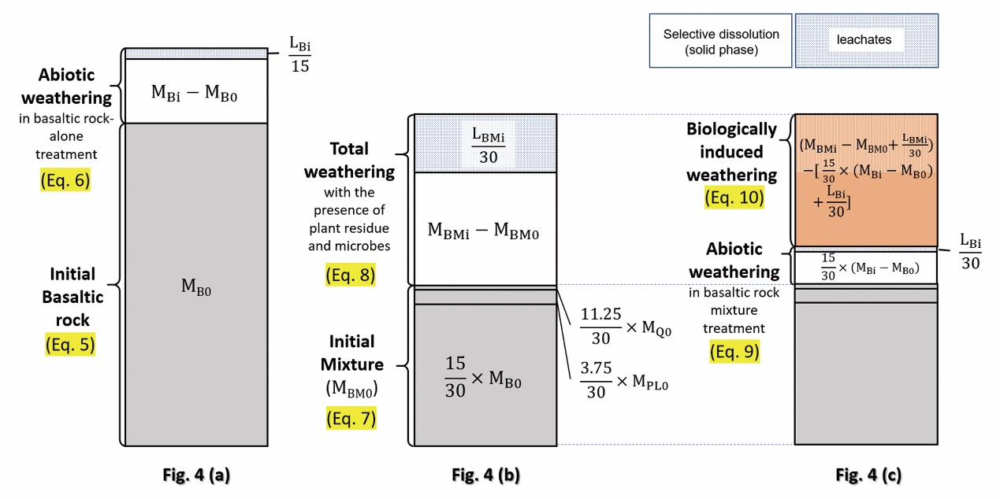 Selective dissolution
(solid phase)
leachates
L_Bi
15
Abiotic
weathering
in basaltic rock-
alone
treatment
(Eq. 6)
M_Bi − M_B0
Initial
Basaltic
rock
(Eq. 5)
M_B0
Fig. 4 (a)
Total
weathering
with the
presence of
plant residue
and microbes
(Eq. 8)
L_BMi
30
M_BMi − M_BM0
Initial
Mixture
(M_BM0)
(Eq. 7)
15
30 × M_B0
11.25
30 × M_Q0
3.75
30 × M_PL0
Fig. 4 (b)
Biologically
induced
weathering
(Eq. 10)
(M_BMi − M_BM0+ L_BMi/30)
−[ 15/30 × (M_Bi − M_B0)
+ L_Bi/30]
Abiotic
weathering
in basaltic rock
mixture
treatment
(Eq. 9)
15/30 × (M_Bi − M_B0)
L_Bi
30
Fig. 4 (c)